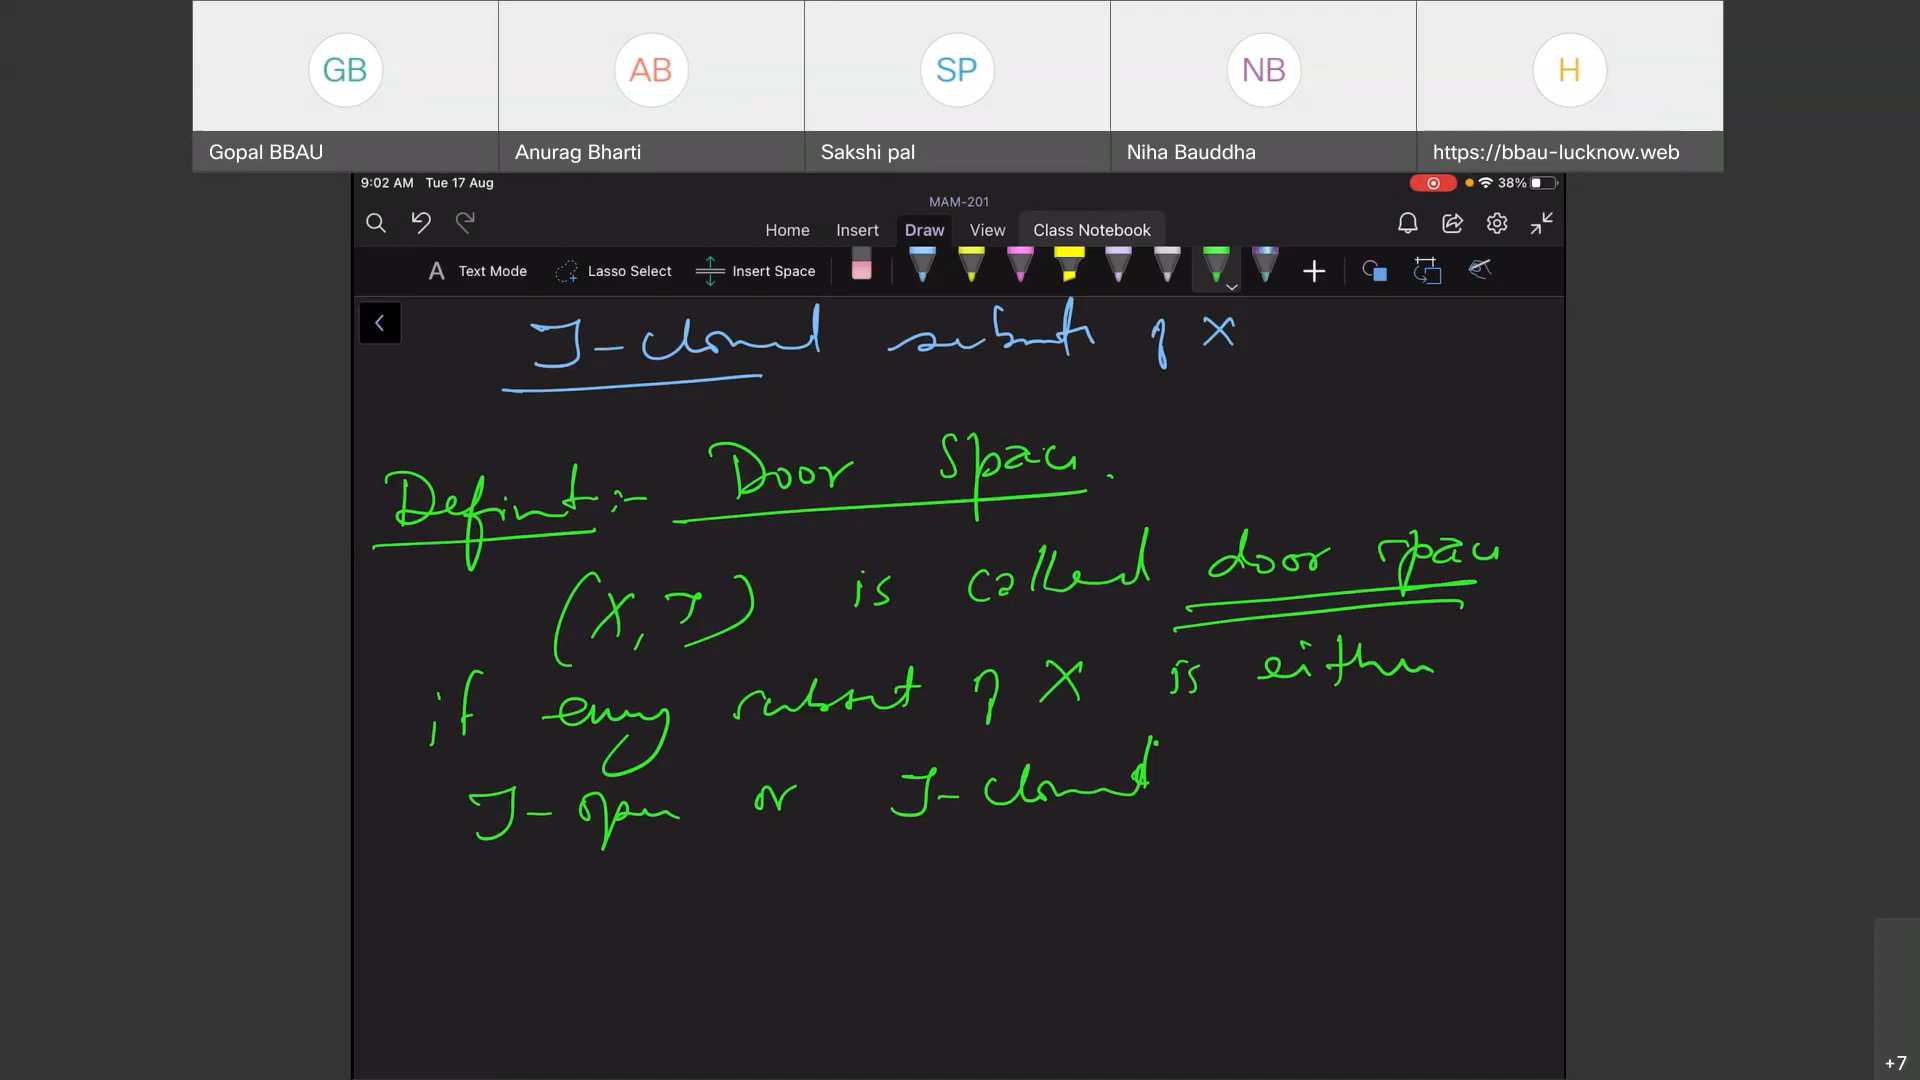 GB AB SP NB H
Gopal BBAU Anurag Bharti Sakshi pal Niha Bauddha https://bbau-lucknow.web
9:02 AM Tue 17 Aug 38%
MAM-201
Home Insert Draw View Class Notebook
A Text Mode Lasso Select Insert Space
J-closed subsets of X
Definit :- Door Space.
(X, J) is called door space
if every subset of X is either
J-open or J-closed
+7